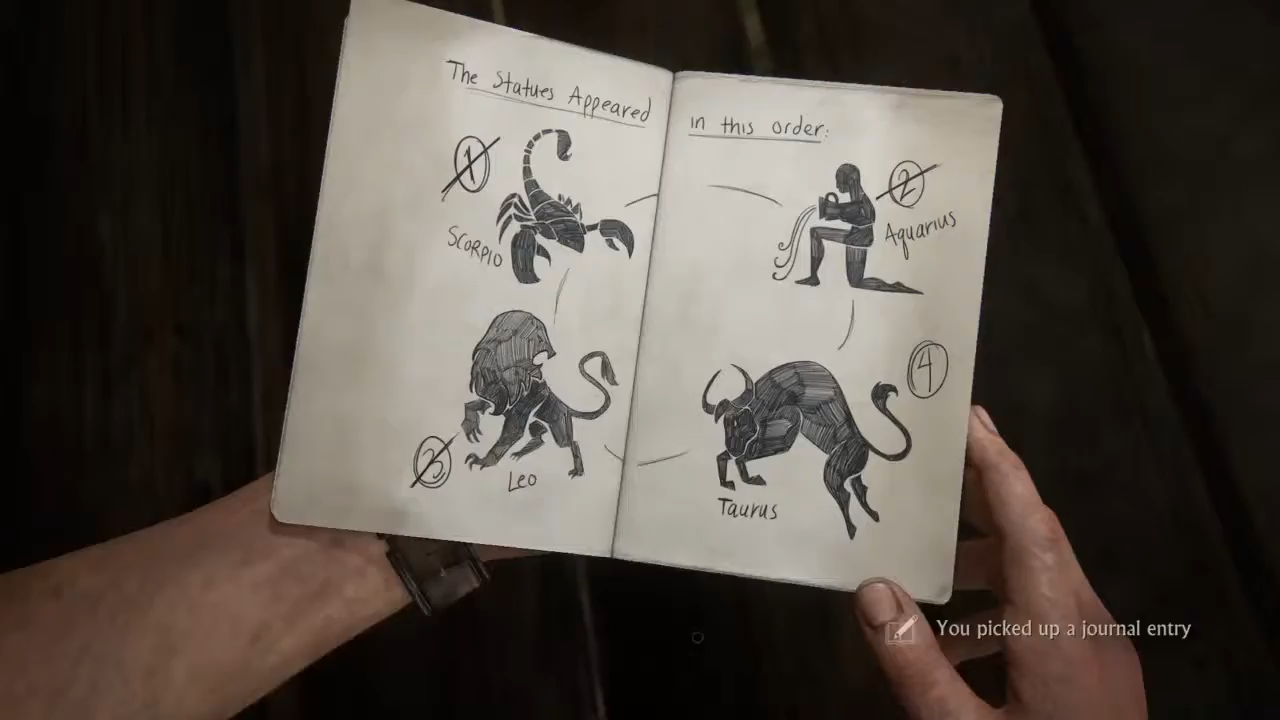 The Statues Appeared
in this order:
1
SCORPIO
2
Aquarius
3
Leo
4
Taurus
You picked up a journal entry